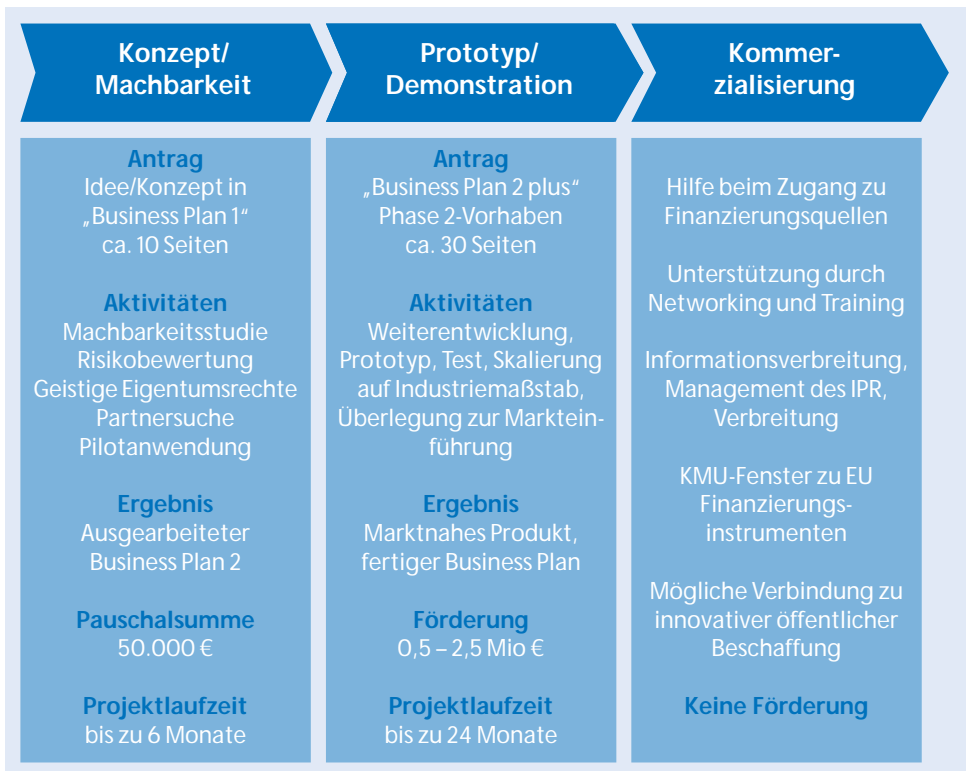 Konzept/
Machbarkeit
Prototyp/
Demonstration
Kommer-
zialisierung
Antrag
Idee/Konzept in
„Business Plan 1“
ca. 10 Seiten
Aktivitäten
Machbarkeitsstudie
Risikobewertung
Geistige Eigentumsrechte
Partnersuche
Pilotanwendung
Ergebnis
Ausgearbeiteter
Business Plan 2
Pauschalsumme
50.000 €
Projektlaufzeit
bis zu 6 Monate
Antrag
„Business Plan 2 plus“
Phase 2-Vorhaben
ca. 30 Seiten
Aktivitäten
Weiterentwicklung,
Prototyp, Test, Skalierung
auf Industriemaßstab,
Überlegung zur Marktein-
führung
Ergebnis
Marktnahes Produkt,
fertiger Business Plan
Förderung
0,5 – 2,5 Mio €
Projektlaufzeit
bis zu 24 Monate
Hilfe beim Zugang zu
Finanzierungsquellen
Unterstützung durch
Networking und Training
Informationsverbreitung,
Management des IPR,
Verbreitung
KMU-Fenster zu EU
Finanzierungs-
instrumenten
Mögliche Verbindung zu
innovativer öffentlicher
Beschaffung
Keine Förderung